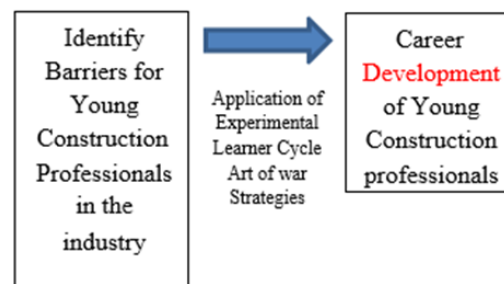 Identify
Barriers for
Young
Construction
Professionals
in the
industry
Application of
Experimental
Learner Cycle
Art of war
Strategies
Career
Development
of Young
Construction
professionals